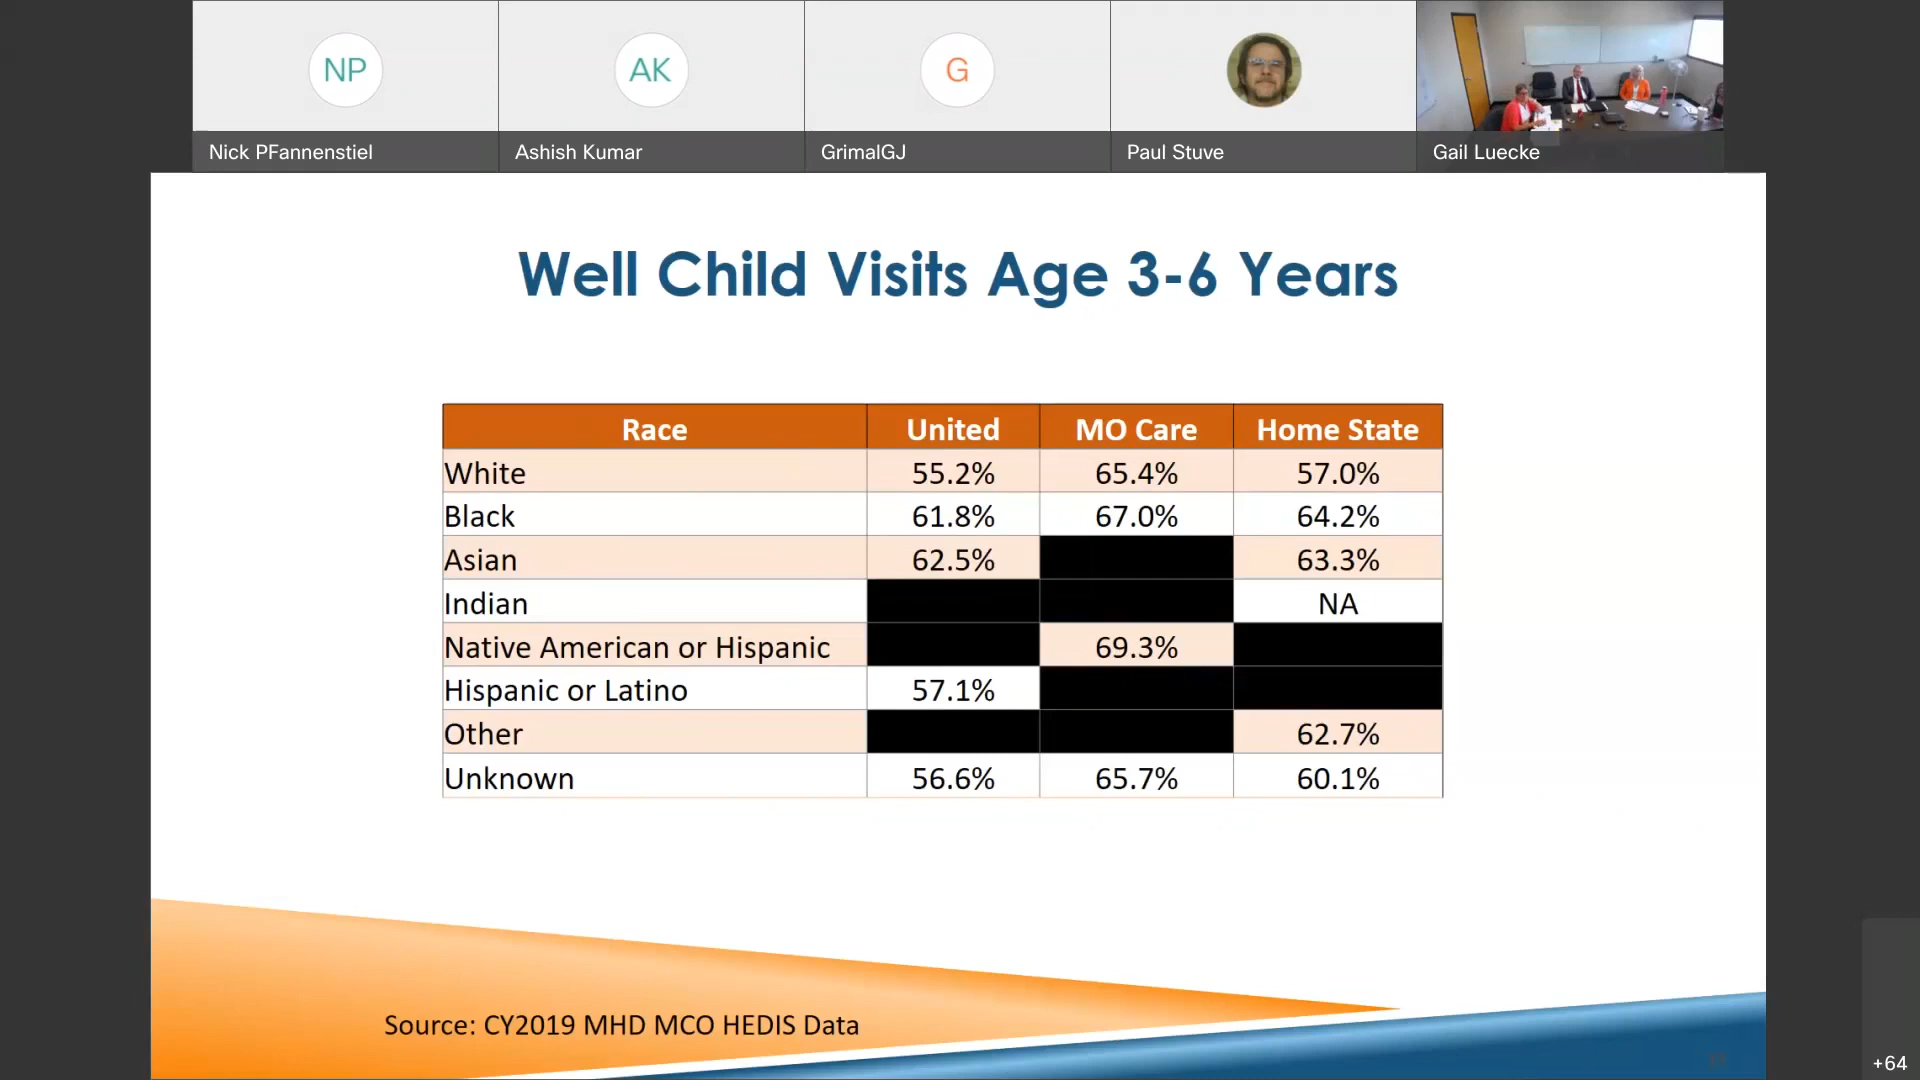 NP
AK
G
Nick PFannenstiel
Ashish Kumar
GrimalGJ
Paul Stuve
Gail Luecke
Well Child Visits Age 3-6 Years
Race United MO Care Home State
White 55.2% 65.4% 57.0%
Black 61.8% 67.0% 64.2%
Asian 62.5% 63.3%
Indian NA
Native American or Hispanic 69.3%
Hispanic or Latino 57.1%
Other 62.7%
Unknown 56.6% 65.7% 60.1%
Source: CY2019 MHD MCO HEDIS Data
+64